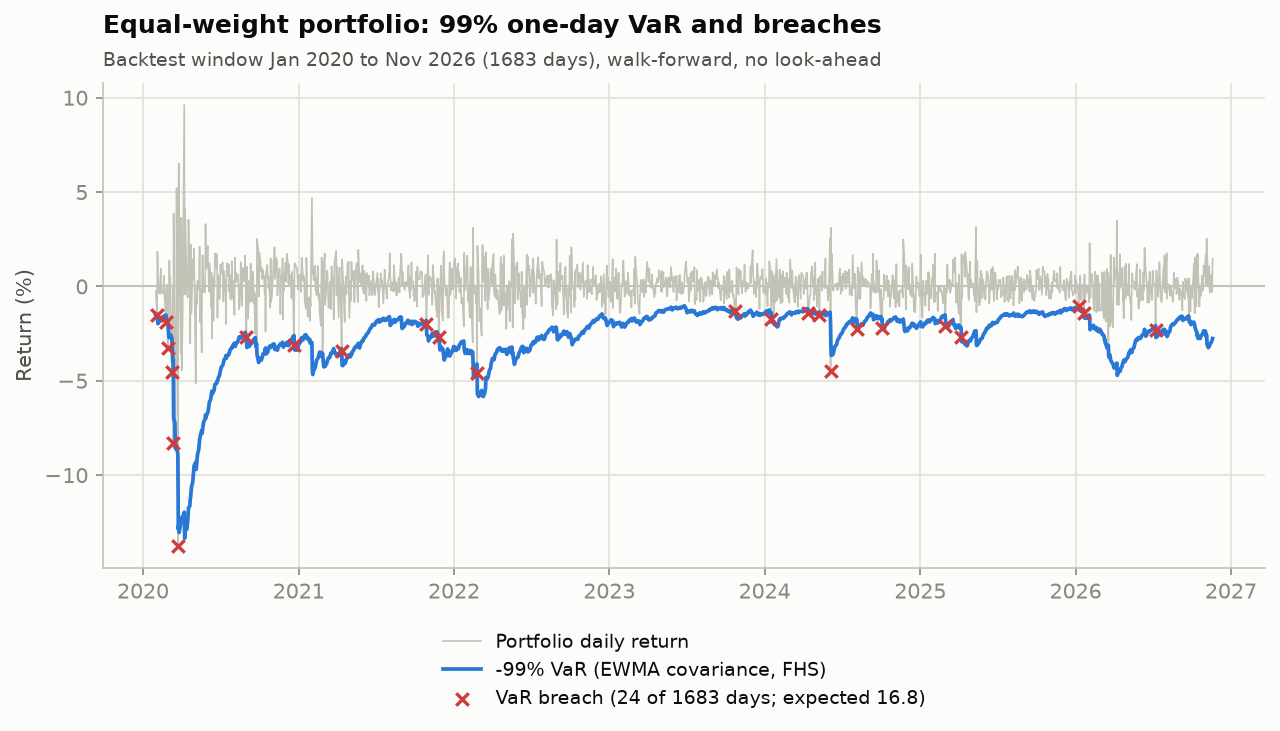 Equal-weight portfolio: 99% one-day VaR and breaches
Backtest window Jan 2020 to Nov 2026 (1683 days), walk-forward, no look-ahead
Return (%)
10
5
0
−5
−10
2020 2021 2022 2023 2024 2025 2026 2027
Portfolio daily return
-99% VaR (EWMA covariance, FHS)
VaR breach (24 of 1683 days; expected 16.8)